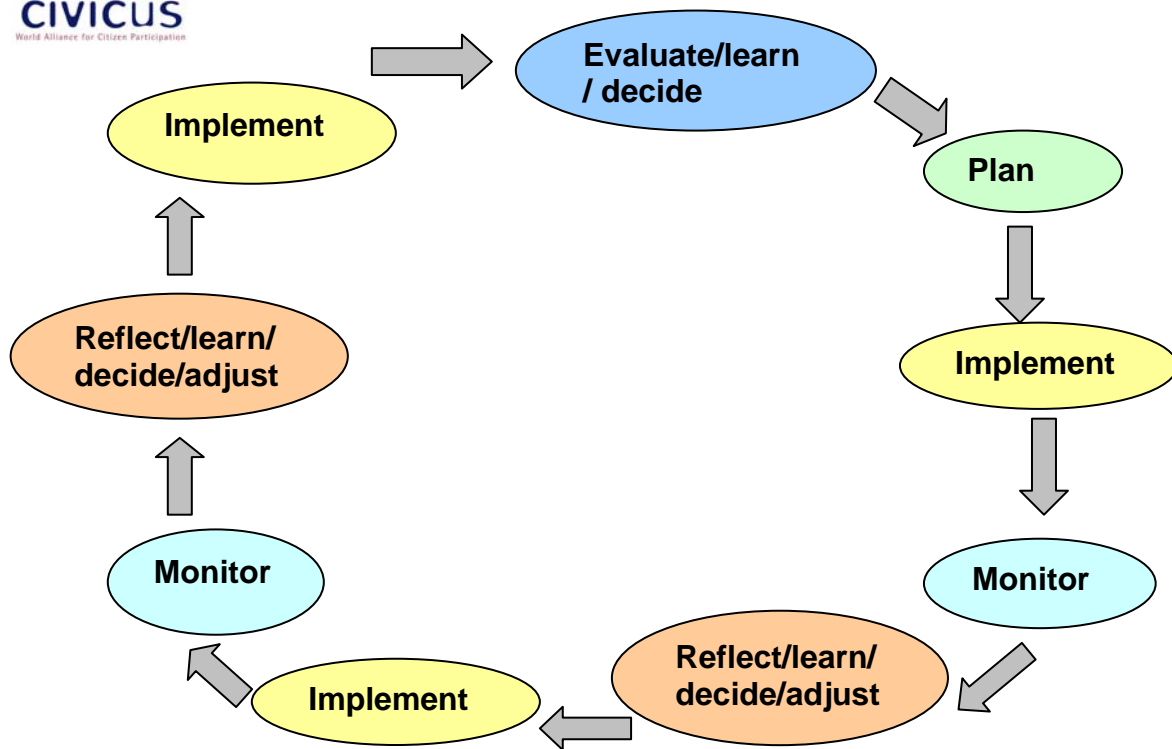 CIVICUS
World Alliance for Citizen Participation
Evaluate/learn
/ decide
Plan
Implement
Monitor
Reflect/learn/
decide/adjust
Implement
Monitor
Reflect/learn/
decide/adjust
Implement